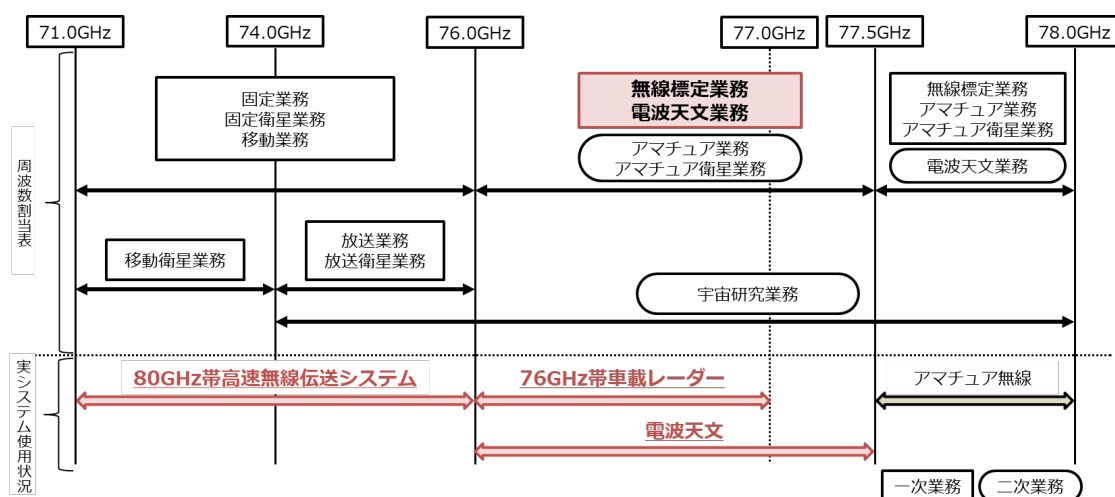 71.0GHz
74.0GHz
76.0GHz
77.0GHz
77.5GHz
78.0GHz
周波数割当表
固定業務
固定衛星業務
移動業務
無線標定業務
電波天文業務
アマチュア業務
アマチュア衛星業務
無線標定業務
アマチュア業務
アマチュア衛星業務
電波天文業務
移動衛星業務
放送業務
放送衛星業務
宇宙研究業務
実システム使用状況
80GHz帯高速無線伝送システム
76GHz帯車載レーダー
アマチュア無線
電波天文
一次業務
二次業務